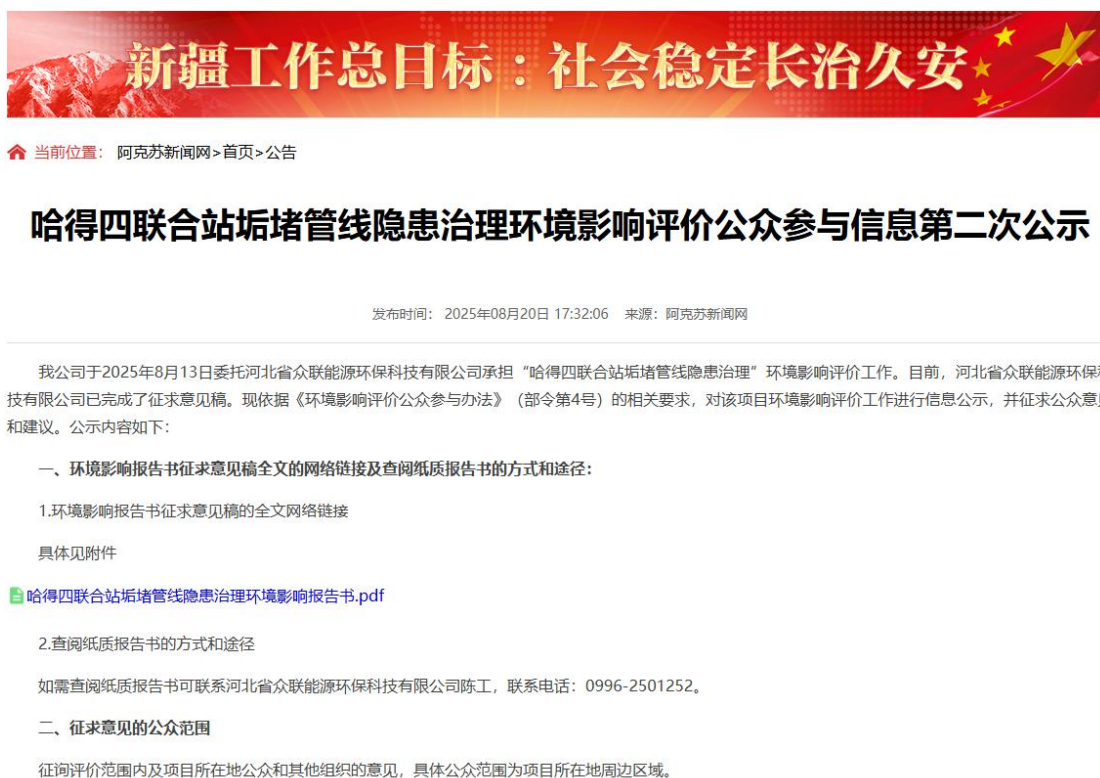 新疆工作总目标：社会稳定长治久安
当前位置： 阿克苏新闻网>首页>公告
哈得四联合站垢堵管线隐患治理环境影响评价公众参与信息第二次公示
发布时间： 2025年08月20日 17:32:06 来源：阿克苏新闻网
我公司于2025年8月13日委托河北省众联能源环保科技有限公司承担“哈得四联合站垢堵管线隐患治理”环境影响评价工作。目前，河北省众联能源环保科
技有限公司已完成了征求意见稿。现依据《环境影响评价公众参与办法》（部令第4号）的相关要求，对该项目环境影响评价工作进行信息公示，并征求公众意见
和建议。公示内容如下：
一、环境影响报告书征求意见稿全文的网络链接及查阅纸质报告书的方式和途径：
1.环境影响报告书征求意见稿的全文网络链接
具体见附件
哈得四联合站垢堵管线隐患治理环境影响报告书.pdf
2.查阅纸质报告书的方式和途径
如需查阅纸质报告书可联系河北省众联能源环保科技有限公司陈工，联系电话：0996-2501252。
二、征求意见的公众范围
征询评价范围内及项目所在地公众和其他组织的意见，具体公众范围为项目所在地周边区域。